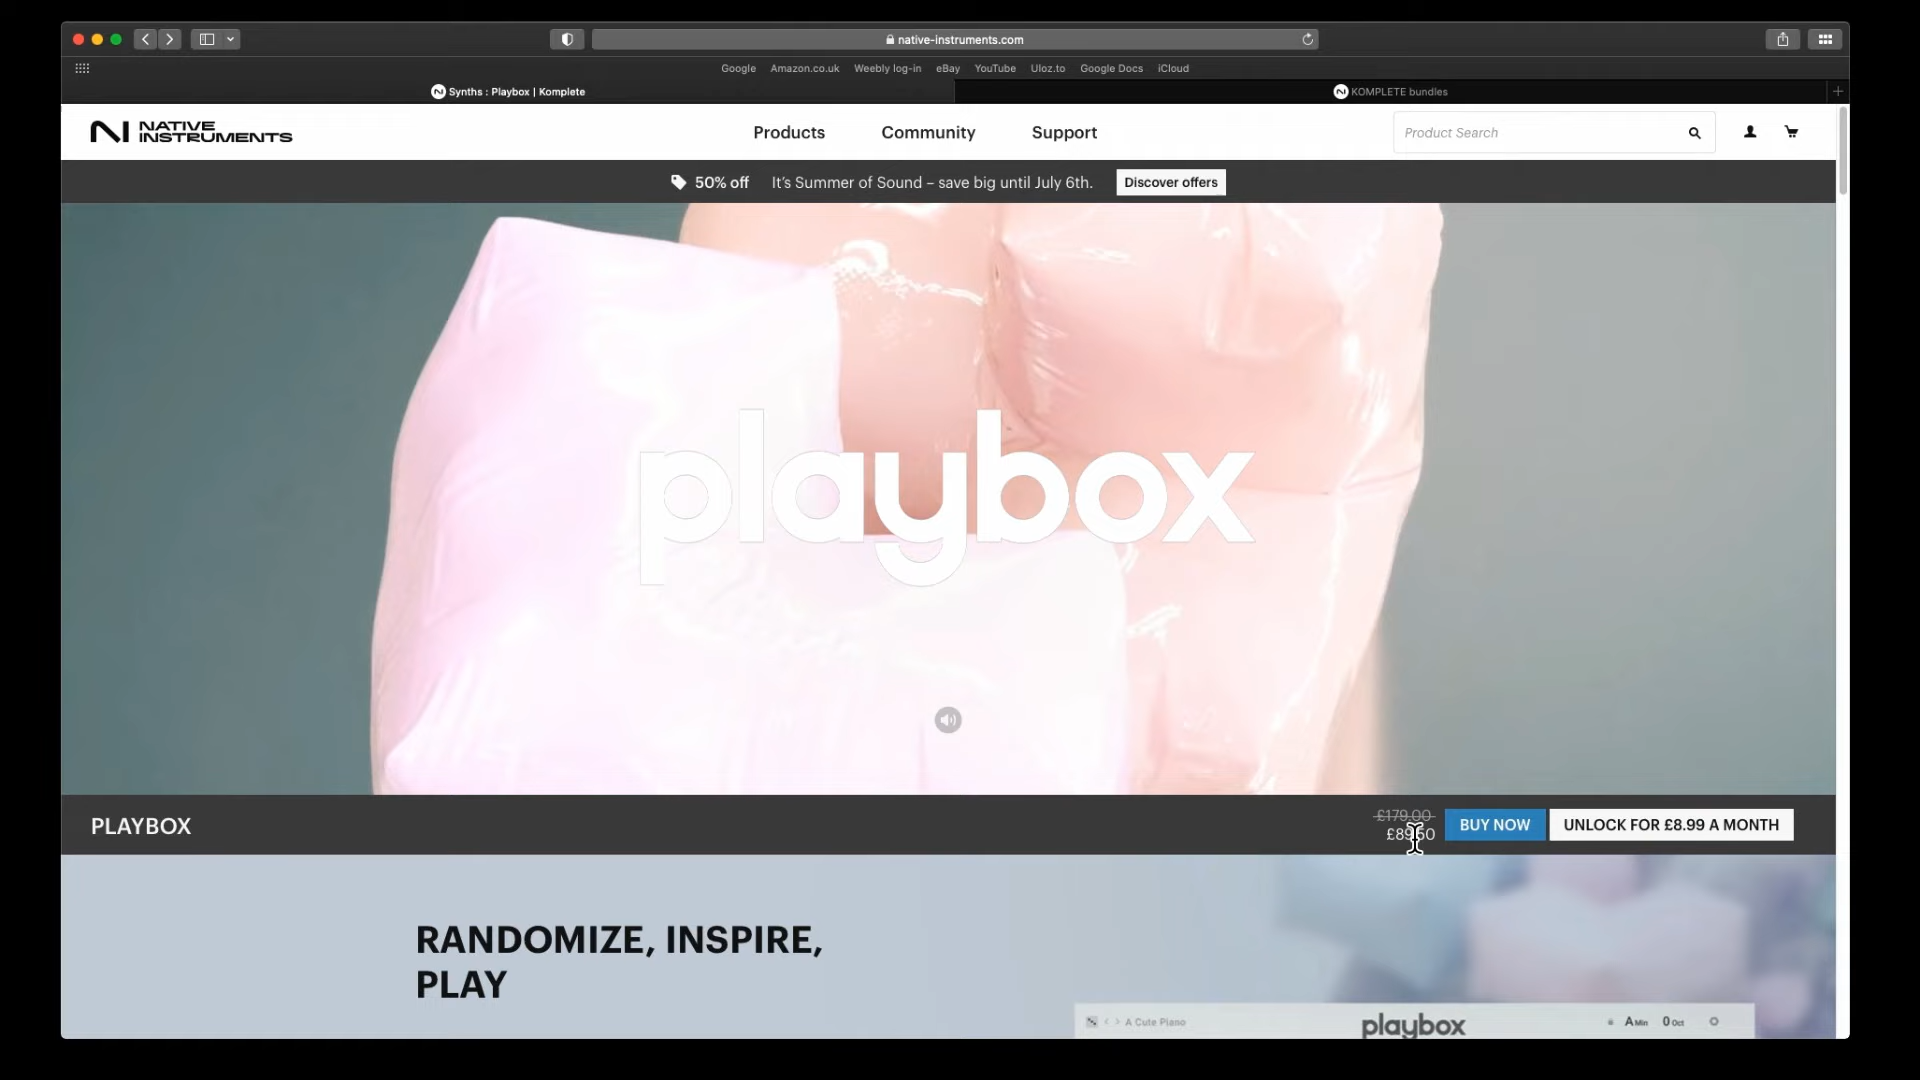 native-instruments.com
Google Amazon.co.uk Weebly log-in eBay YouTube Uloz.to Google Docs iCloud
Synths : Playbox | Komplete
KOMPLETE bundles
NATIVE INSTRUMENTS
Products Community Support
Product Search
50% off It's Summer of Sound – save big until July 6th. Discover offers
playbox
PLAYBOX
£179.00
BUY NOW
UNLOCK FOR £8.99 A MONTH
RANDOMIZE, INSPIRE,
PLAY
A Cute Piano
playbox
A Min 0 Oct